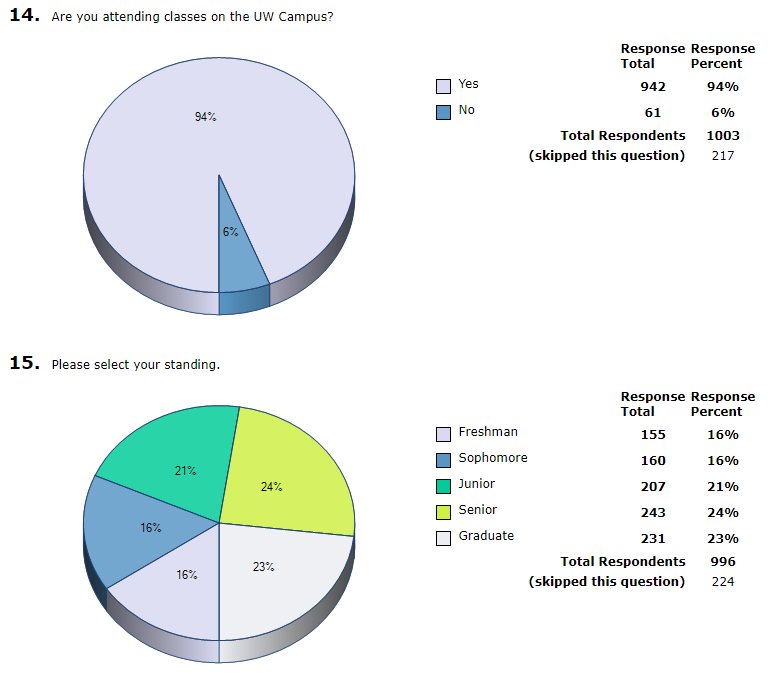 14. Are you attending classes on the UW Campus?
Response Response
Total Percent
Yes 942 94%
No 61 6%
Total Respondents 1003
(skipped this question) 217
94%
6%
15. Please select your standing.
Response Response
Total Percent
Freshman 155 16%
Sophomore 160 16%
Junior 207 21%
Senior 243 24%
Graduate 231 23%
Total Respondents 996
(skipped this question) 224
21%
24%
16%
23%
16%